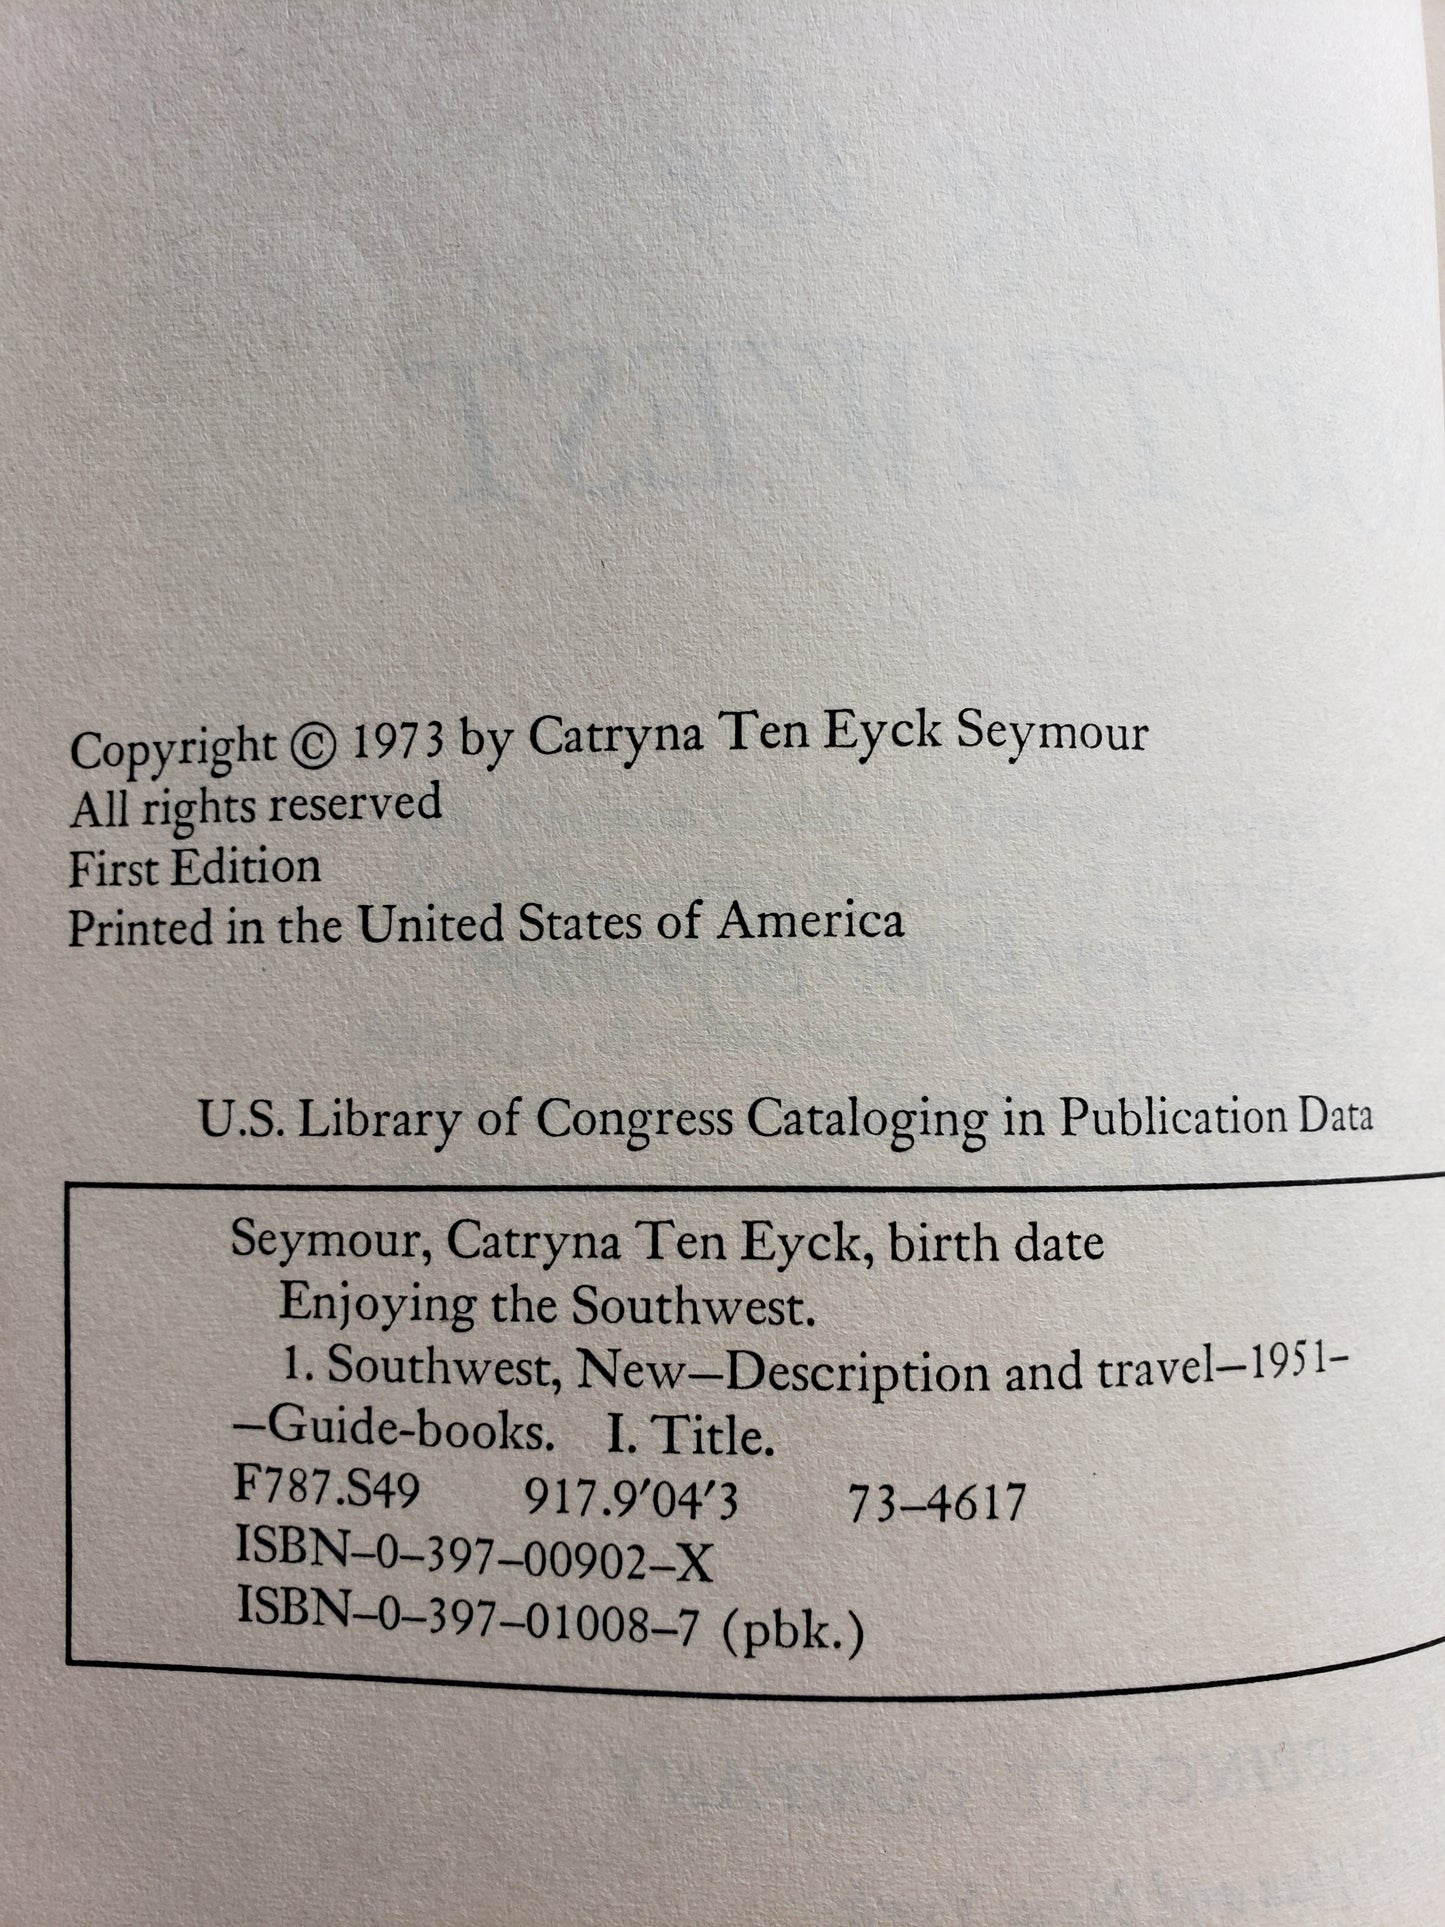 Copyright © 1973 by Catryna Ten Eyck Seymour
All rights reserved
First Edition
Printed in the United States of America
U.S. Library of Congress Cataloging in Publication Data
Seymour, Catryna Ten Eyck, birth date
Enjoying the Southwest.
1. Southwest, New—Description and travel—1951–
—Guide-books. I. Title.
F787.S49 917.9′04′3 73–4617
ISBN–0–397–00902–X
ISBN–0–397–01008–7 (pbk.)